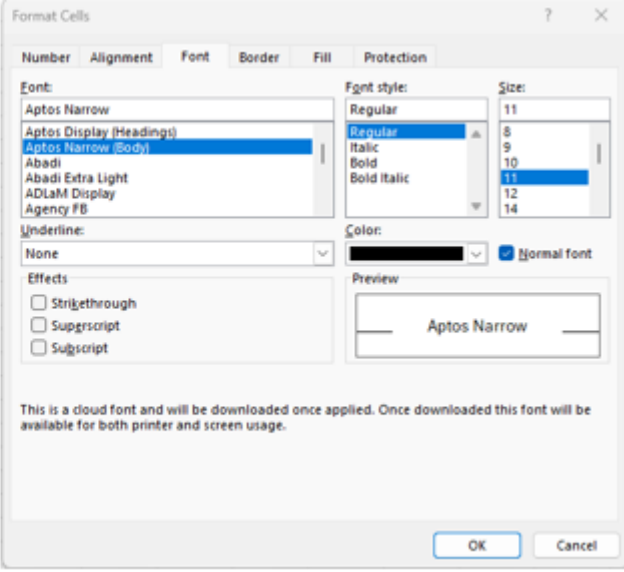 Format Cells ?
Number Alignment Font Border Fill Protection
Font: Font style: Size:
Aptos Narrow Regular 11
Aptos Display (Headings) Regular 8
Aptos Narrow (Body) Italic 9
Abadi Bold 10
Abadi Extra Light Bold Italic 11
ADLaM Display 12
Agency FB 14
Underline: Color:
None Normal font
Effects Preview
Strikethrough
Superscript Aptos Narrow
Subscript
This is a cloud font and will be downloaded once applied. Once downloaded this font will be
available for both printer and screen usage.
OK Cancel